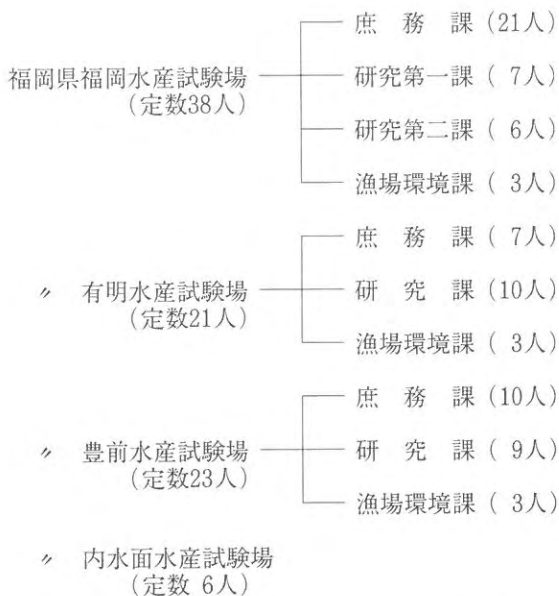 庶務課(21人)
福岡県福岡水産試験場
(定数38人)
研究第一課( 7人)
研究第二課( 6人)
漁場環境課( 3人)
庶務課( 7人)
〃 有明水産試験場
(定数21人)
研究課(10人)
漁場環境課( 3人)
庶務課(10人)
〃 豊前水産試験場
(定数23人)
研究課( 9人)
漁場環境課( 3人)
〃 内水面水産試験場
(定数 6人)